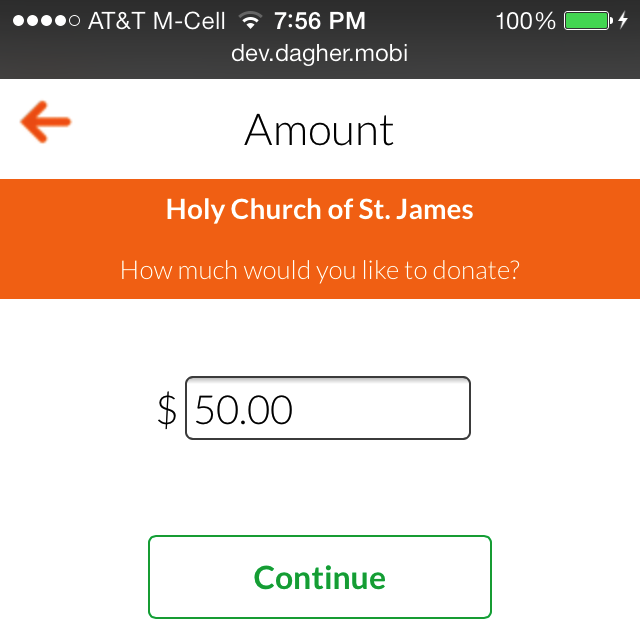 AT&T M-Cell 7:56 PM 100%
dev.dagher.mobi
Amount
Holy Church of St. James
How much would you like to donate?
$ 50.00
Continue